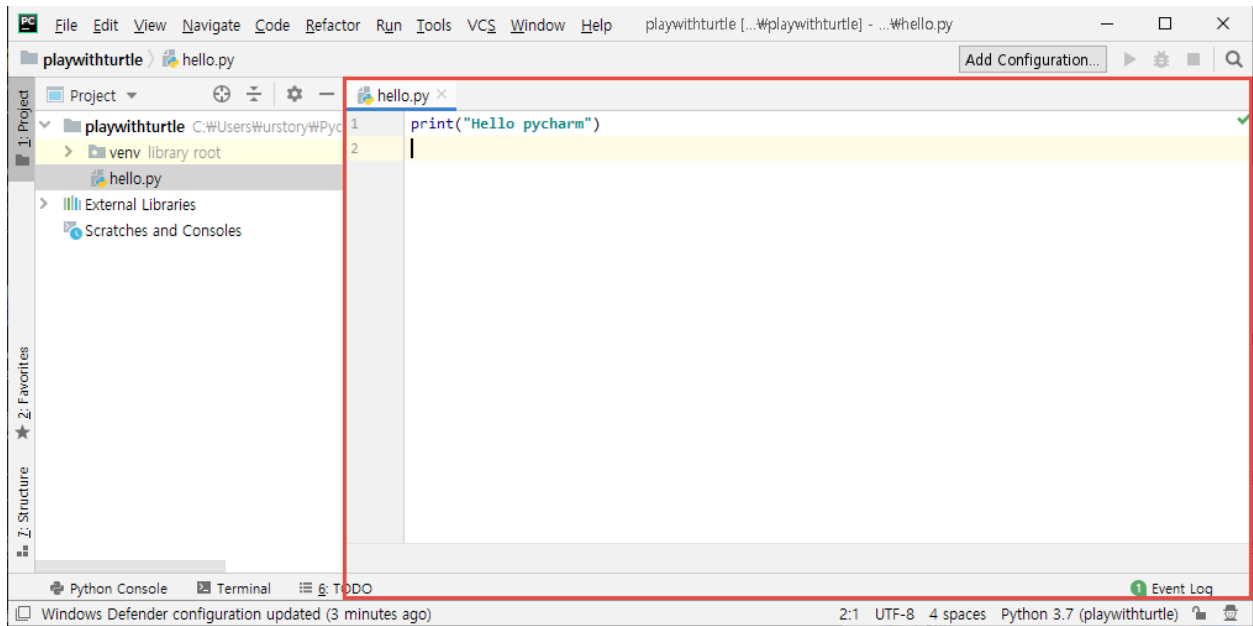 PC File Edit View Navigate Code Refactor Run Tools VCS Window Help playwithturtle [...₩playwithturtle] - ...₩hello.py
playwithturtle hello.py Add Configuration...
1: Project
Project
hello.py
playwithturtle C:₩Users₩urstory₩Pyc
venv library root
hello.py
External Libraries
Scratches and Consoles
1 print("Hello pycharm")
2
2: Favorites
7: Structure
Python Console Terminal 6: TODO 1 Event Log
Windows Defender configuration updated (3 minutes ago) 2:1 UTF-8 4 spaces Python 3.7 (playwithturtle)